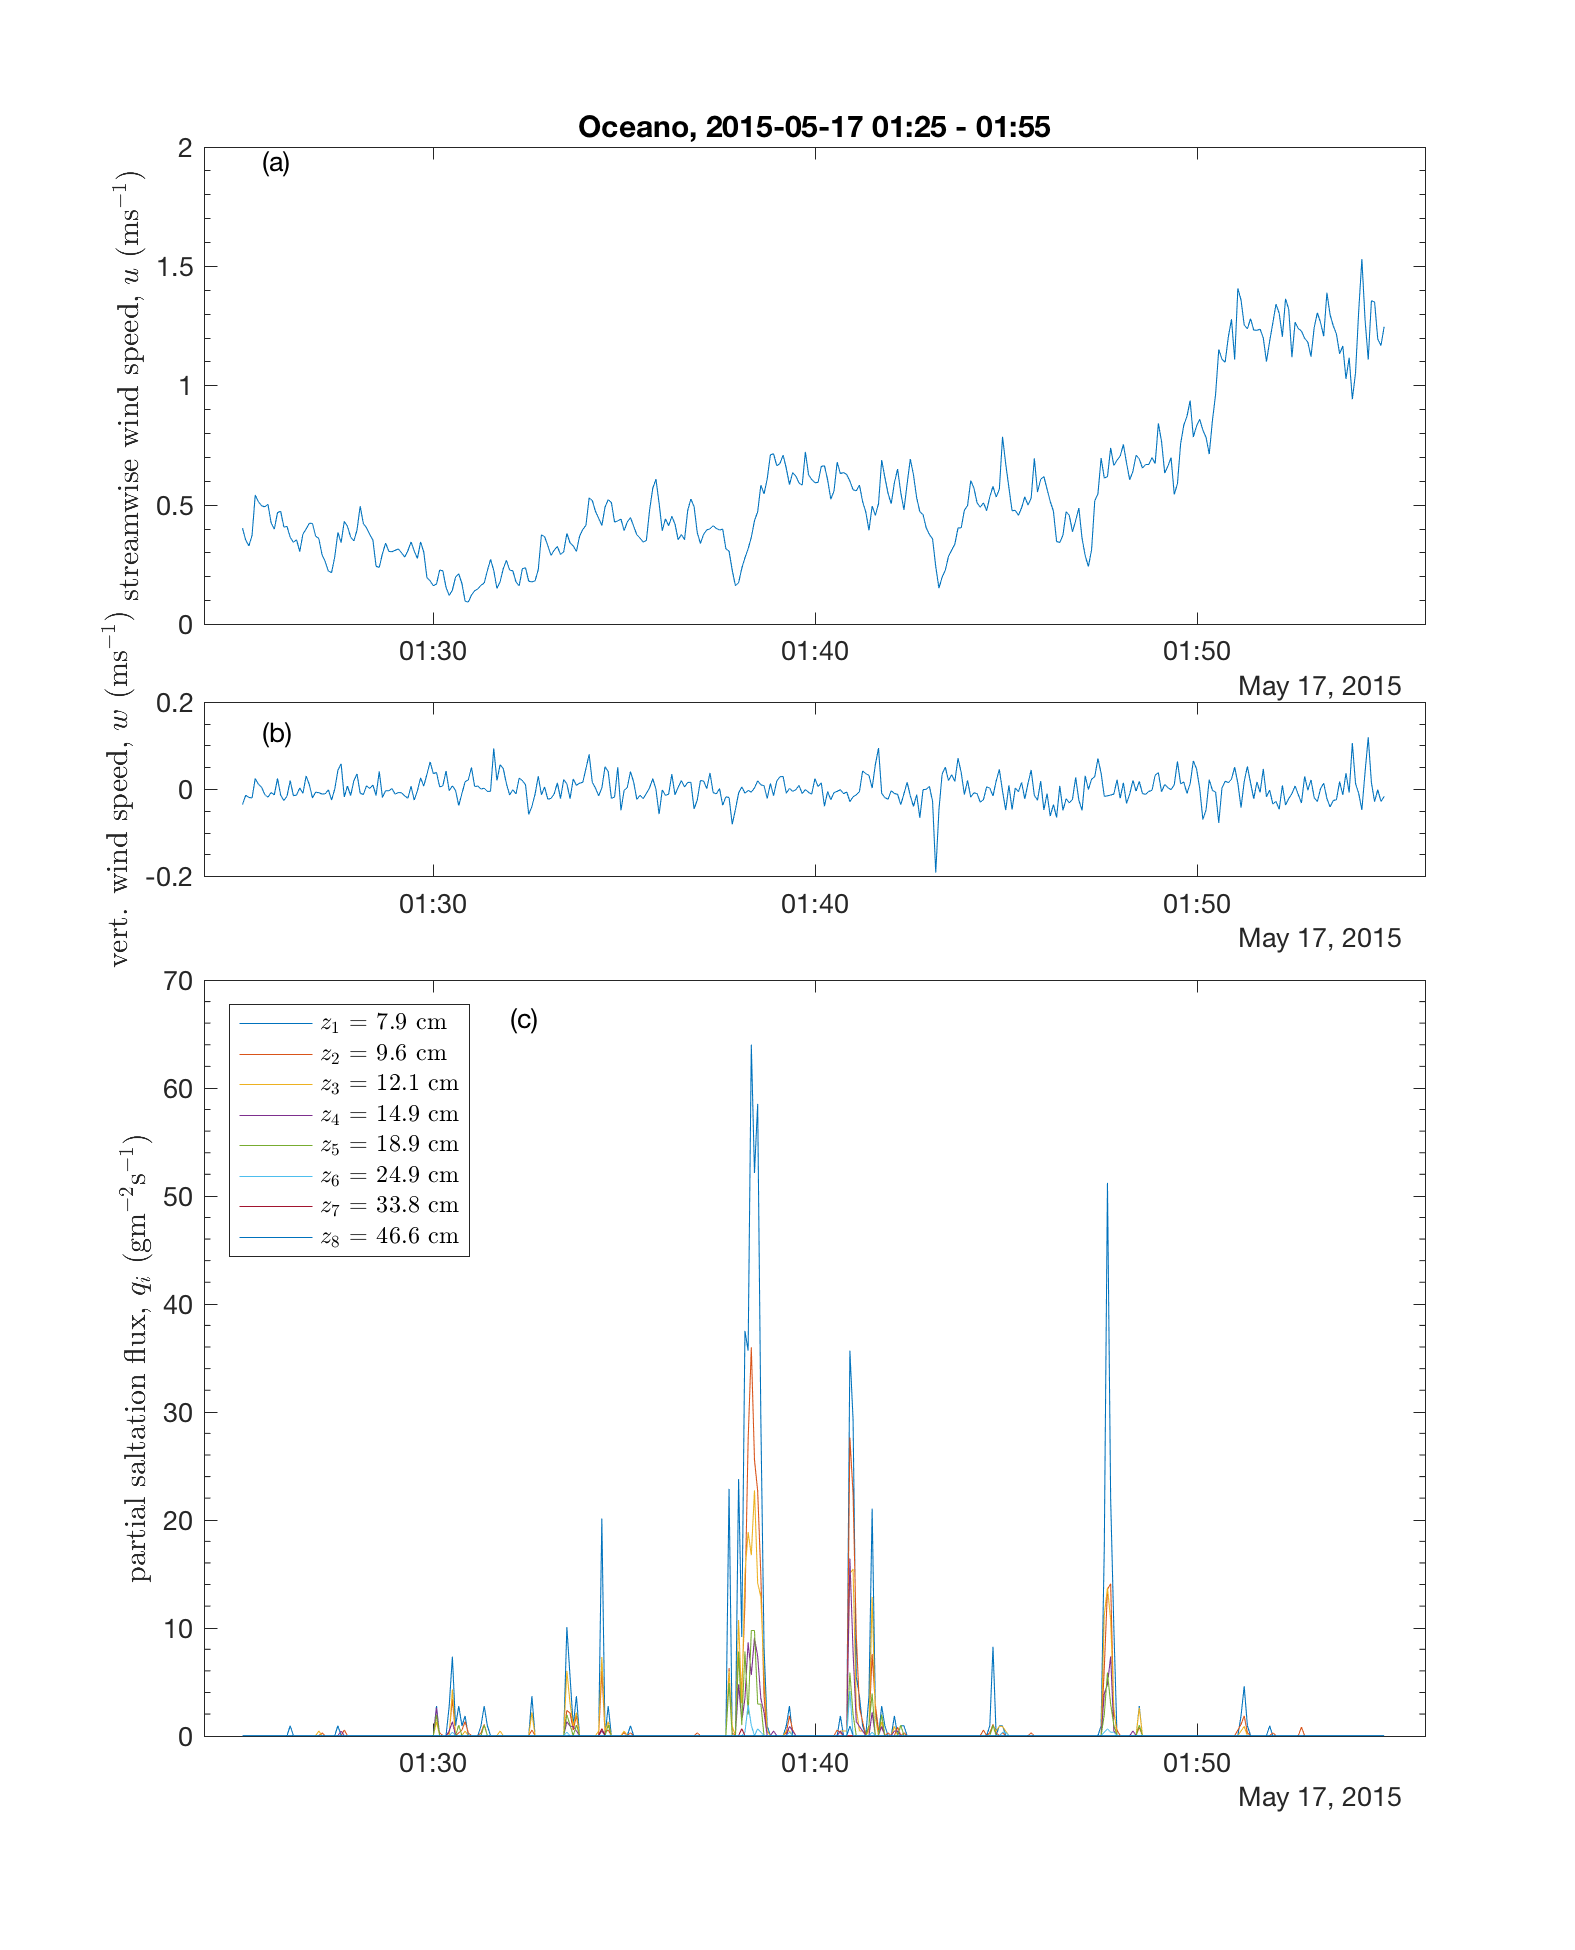 Oceano, 2015-05-17 01:25 - 01:55
(a)
streamwise wind speed, u (ms⁻¹)
2
1.5
1
0.5
0
01:30 01:40 01:50
May 17, 2015
(b)
vert. wind speed, w (ms⁻¹)
0.2
0
-0.2
01:30 01:40 01:50
May 17, 2015
(c)
partial saltation flux, qᵢ (gm⁻²s⁻¹)
70
60
50
40
30
20
10
0
z₁ = 7.9 cm
z₂ = 9.6 cm
z₃ = 12.1 cm
z₄ = 14.9 cm
z₅ = 18.9 cm
z₆ = 24.9 cm
z₇ = 33.8 cm
z₈ = 46.6 cm
01:30 01:40 01:50
May 17, 2015